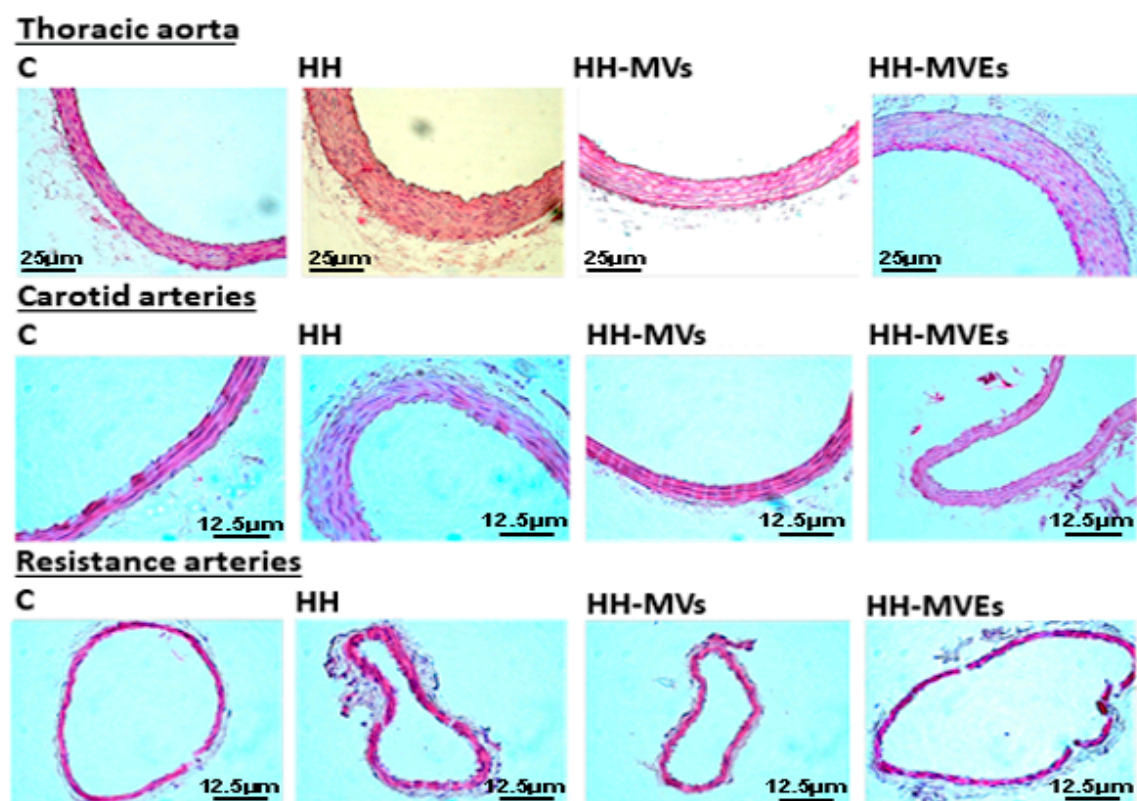 Thoracic aorta
C HH HH-MVs HH-MVEs
25µm 25µm 25µm 25µm
Carotid arteries
C HH HH-MVs HH-MVEs
12.5µm 12.5µm 12.5µm 12.5µm
Resistance arteries
C HH HH-MVs HH-MVEs
12.5µm 12.5µm 12.5µm 12.5µm